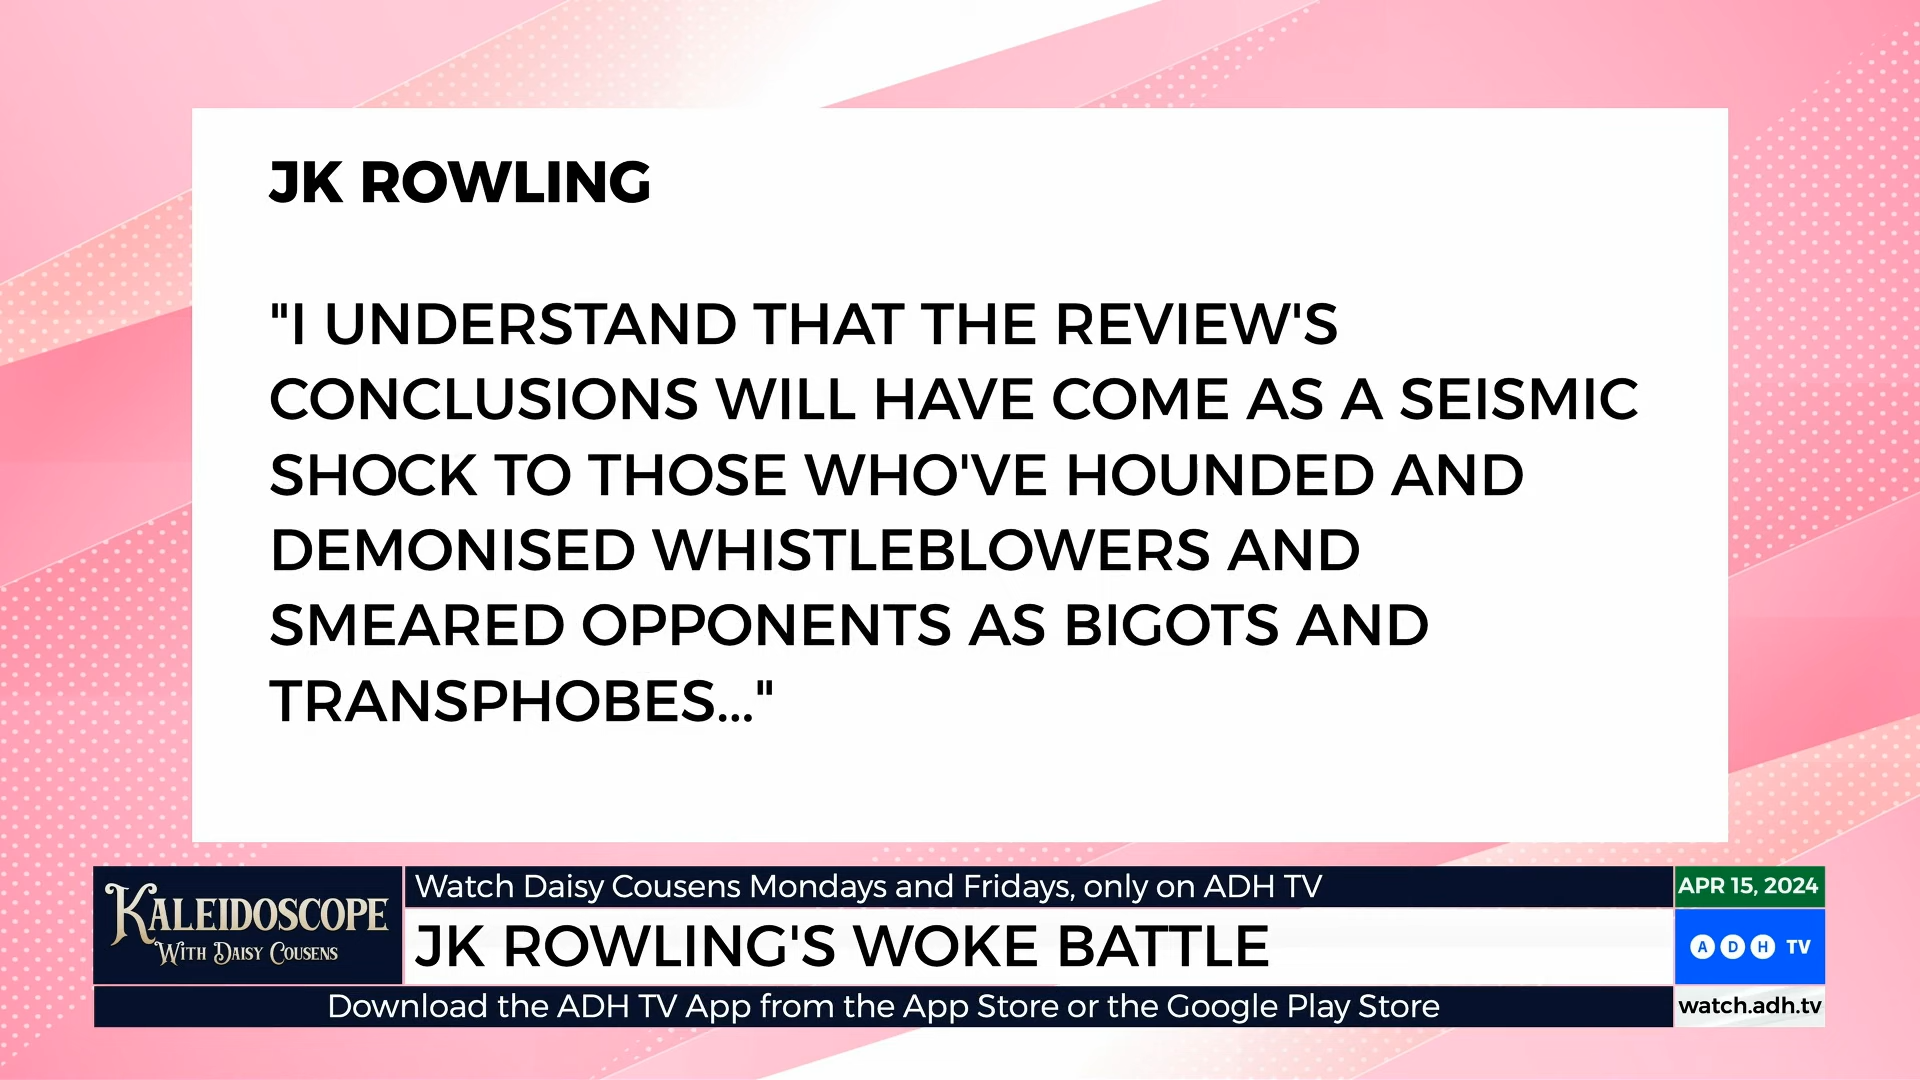 JK ROWLING
"I UNDERSTAND THAT THE REVIEW'S
CONCLUSIONS WILL HAVE COME AS A SEISMIC
SHOCK TO THOSE WHO'VE HOUNDED AND
DEMONISED WHISTLEBLOWERS AND
SMEARED OPPONENTS AS BIGOTS AND
TRANSPHOBES..."
KALEIDOSCOPE
WITH DAISY COUSENS
Watch Daisy Cousens Mondays and Fridays, only on ADH TV
APR 15, 2024
JK ROWLING'S WOKE BATTLE
ADH TV
Download the ADH TV App from the App Store or the Google Play Store
watch.adh.tv